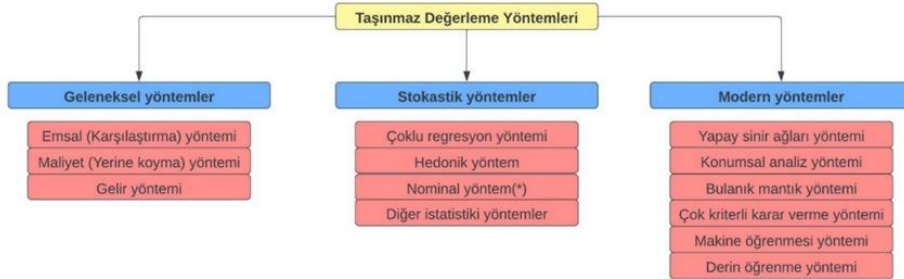 Taşınmaz Değerleme Yöntemleri
Geleneksel yöntemler
Emsal (Karşılaştırma) yöntemi
Maliyet (Yerine koyma) yöntemi
Gelir yöntemi
Stokastik yöntemler
Çoklu regresyon yöntemi
Hedonik yöntem
Nominal yöntem(*)
Diğer istatistiki yöntemler
Modern yöntemler
Yapay sinir ağları yöntemi
Konumsal analiz yöntemi
Bulanık mantık yöntemi
Çok kriterli karar verme yöntemi
Makine öğrenmesi yöntemi
Derin öğrenme yöntemi